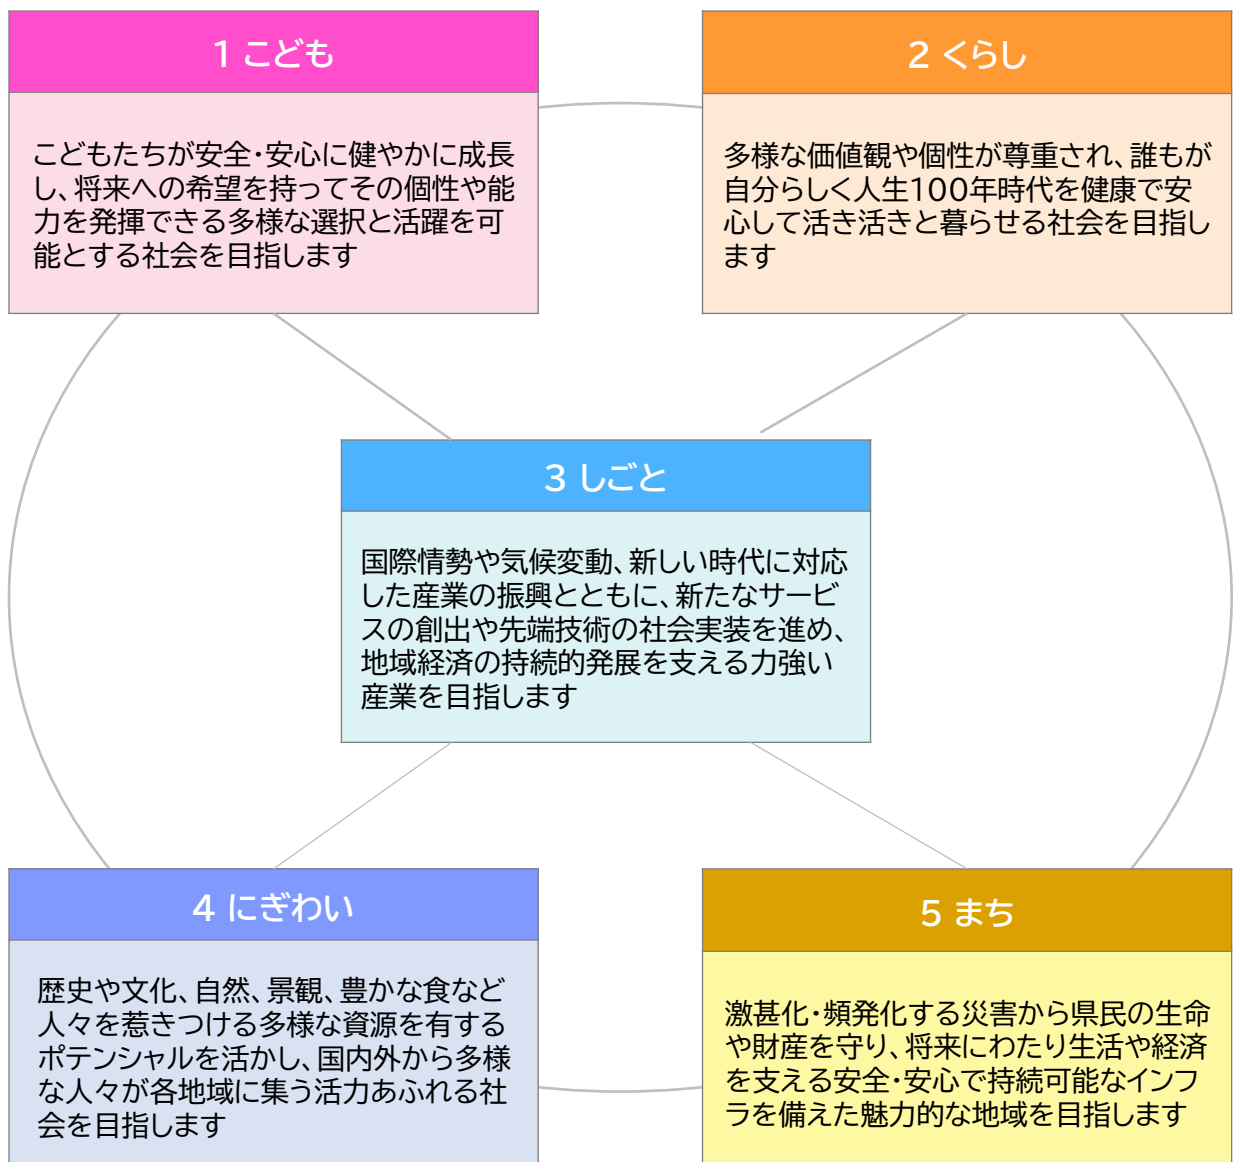 1 こども
こどもたちが安全・安心に健やかに成長
し、将来への希望を持ってその個性や能
力を発揮できる多様な選択と活躍を可
能とする社会を目指します
2 くらし
多様な価値観や個性が尊重され、誰もが
自分らしく人生100年時代を健康で安
心して活き活きと暮らせる社会を目指し
ます
3 しごと
国際情勢や気候変動、新しい時代に対応
した産業の振興とともに、新たなサービ
スの創出や先端技術の社会実装を進め、
地域経済の持続的発展を支える力強い
産業を目指します
4 にぎわい
歴史や文化、自然、景観、豊かな食など
人々を惹きつける多様な資源を有する
ポテンシャルを活かし、国内外から多様
な人々が各地域に集う活力あふれる社
会を目指します
5 まち
激甚化・頻発化する災害から県民の生命
や財産を守り、将来にわたり生活や経済
を支える安全・安心で持続可能なインフ
ラを備えた魅力的な地域を目指します